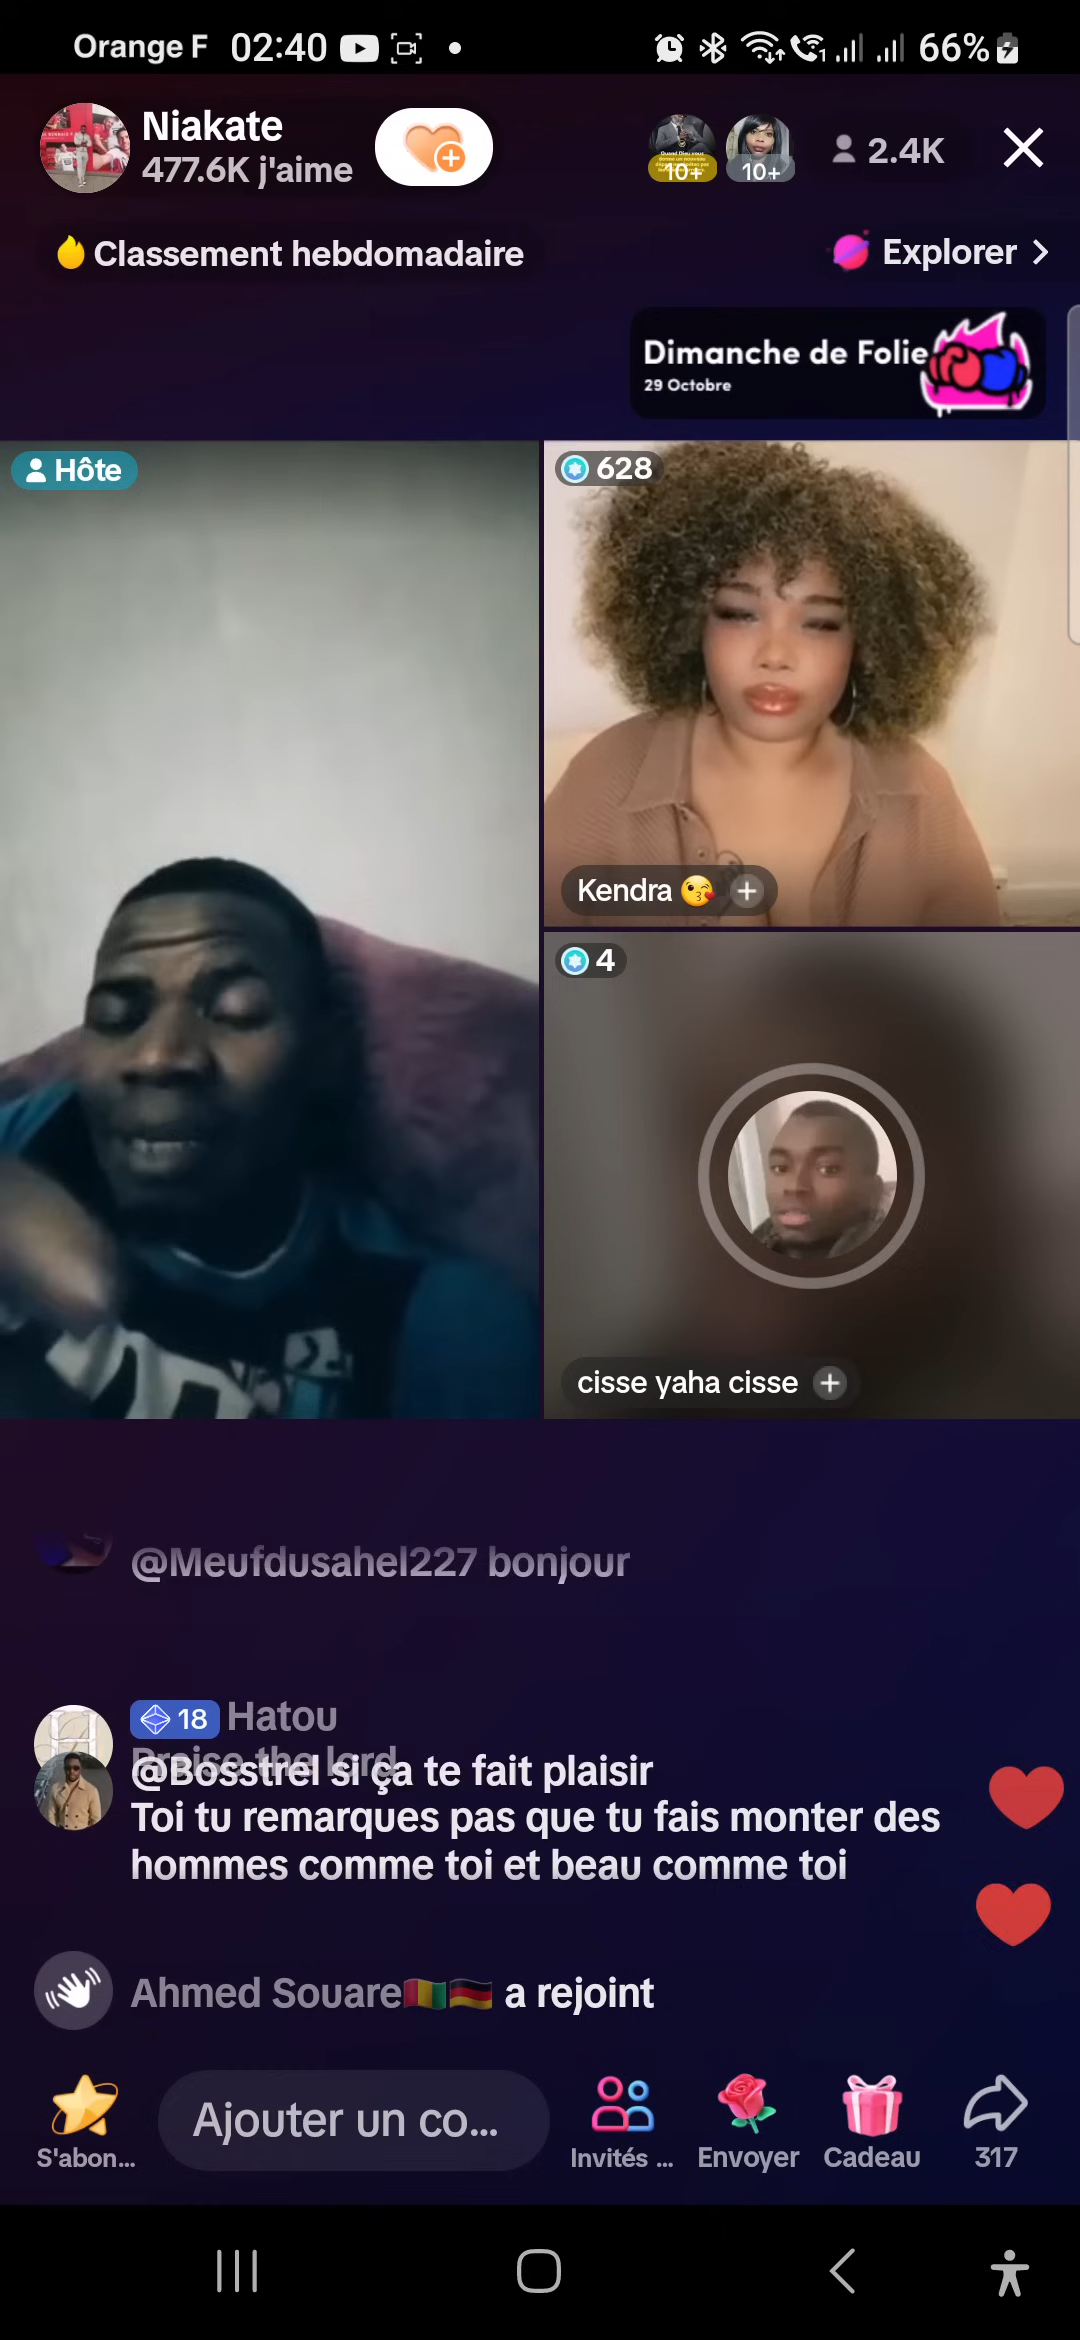 Orange F 02:40 66%
Niakate
477.6K j'aime
10+ 10+ 2.4K
Classement hebdomadaire
Explorer
Dimanche de Folie
29 Octobre
Hôte
628
Kendra 😘 +
4
cisse yaha cisse +
@Meufdusahel227 bonjour
18 Hatou
Praise the lord
@Bosstrel si ça te fait plaisir
Toi tu remarques pas que tu fais monter des
hommes comme toi et beau comme toi
Ahmed Souare🇬🇳🇩🇪 a rejoint
Ajouter un co...
S'abon... Invités ... Envoyer Cadeau 317